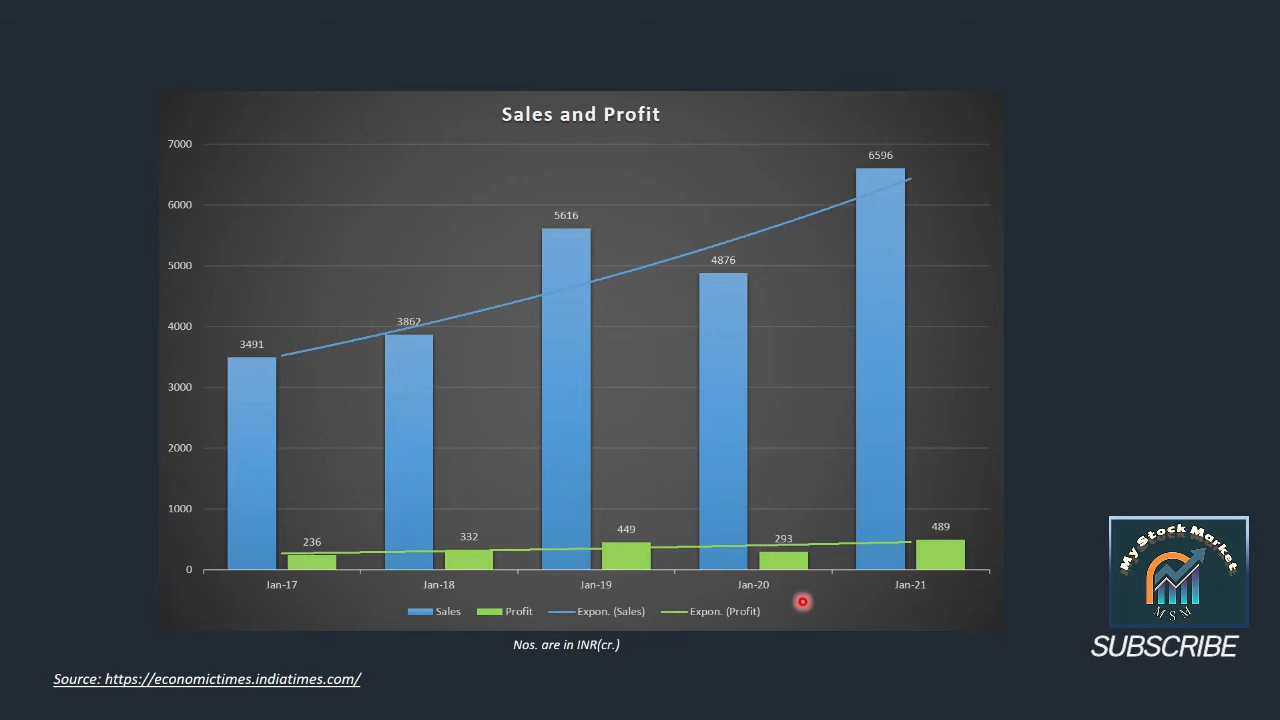 Sales and Profit
7000
6000
5000
4000
3000
2000
1000
0
3491
3862
5616
4876
6596
236
332
449
293
489
Jan-17 Jan-18 Jan-19 Jan-20 Jan-21
Sales Profit Expon. (Sales) Expon. (Profit)
Nos. are in INR(cr.)
Source: https://economictimes.indiatimes.com/
My Stock Market
MSM
SUBSCRIBE